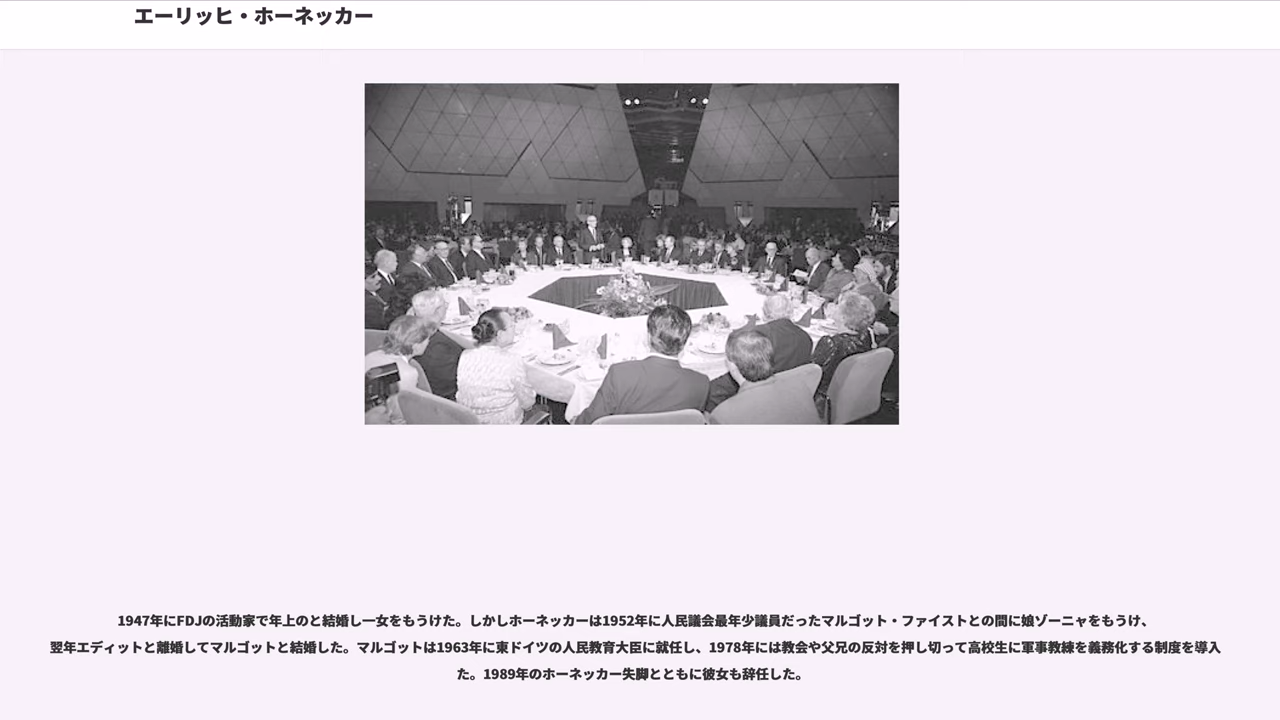 エーリッヒ・ホーネッカー
1947年にFDJの活動家で年上のと結婚し一女をもうけた。しかしホーネッカーは1952年に人民議会最年少議員だったマルゴット・ファイストとの間に娘ゾーニャをもうけ、
翌年エディットと離婚してマルゴットと結婚した。マルゴットは1963年に東ドイツの人民教育大臣に就任し、1978年には教会や父兄の反対を押し切って高校生に軍事教練を義務化する制度を導入
た。1989年のホーネッカー失脚とともに彼女も辞任した。